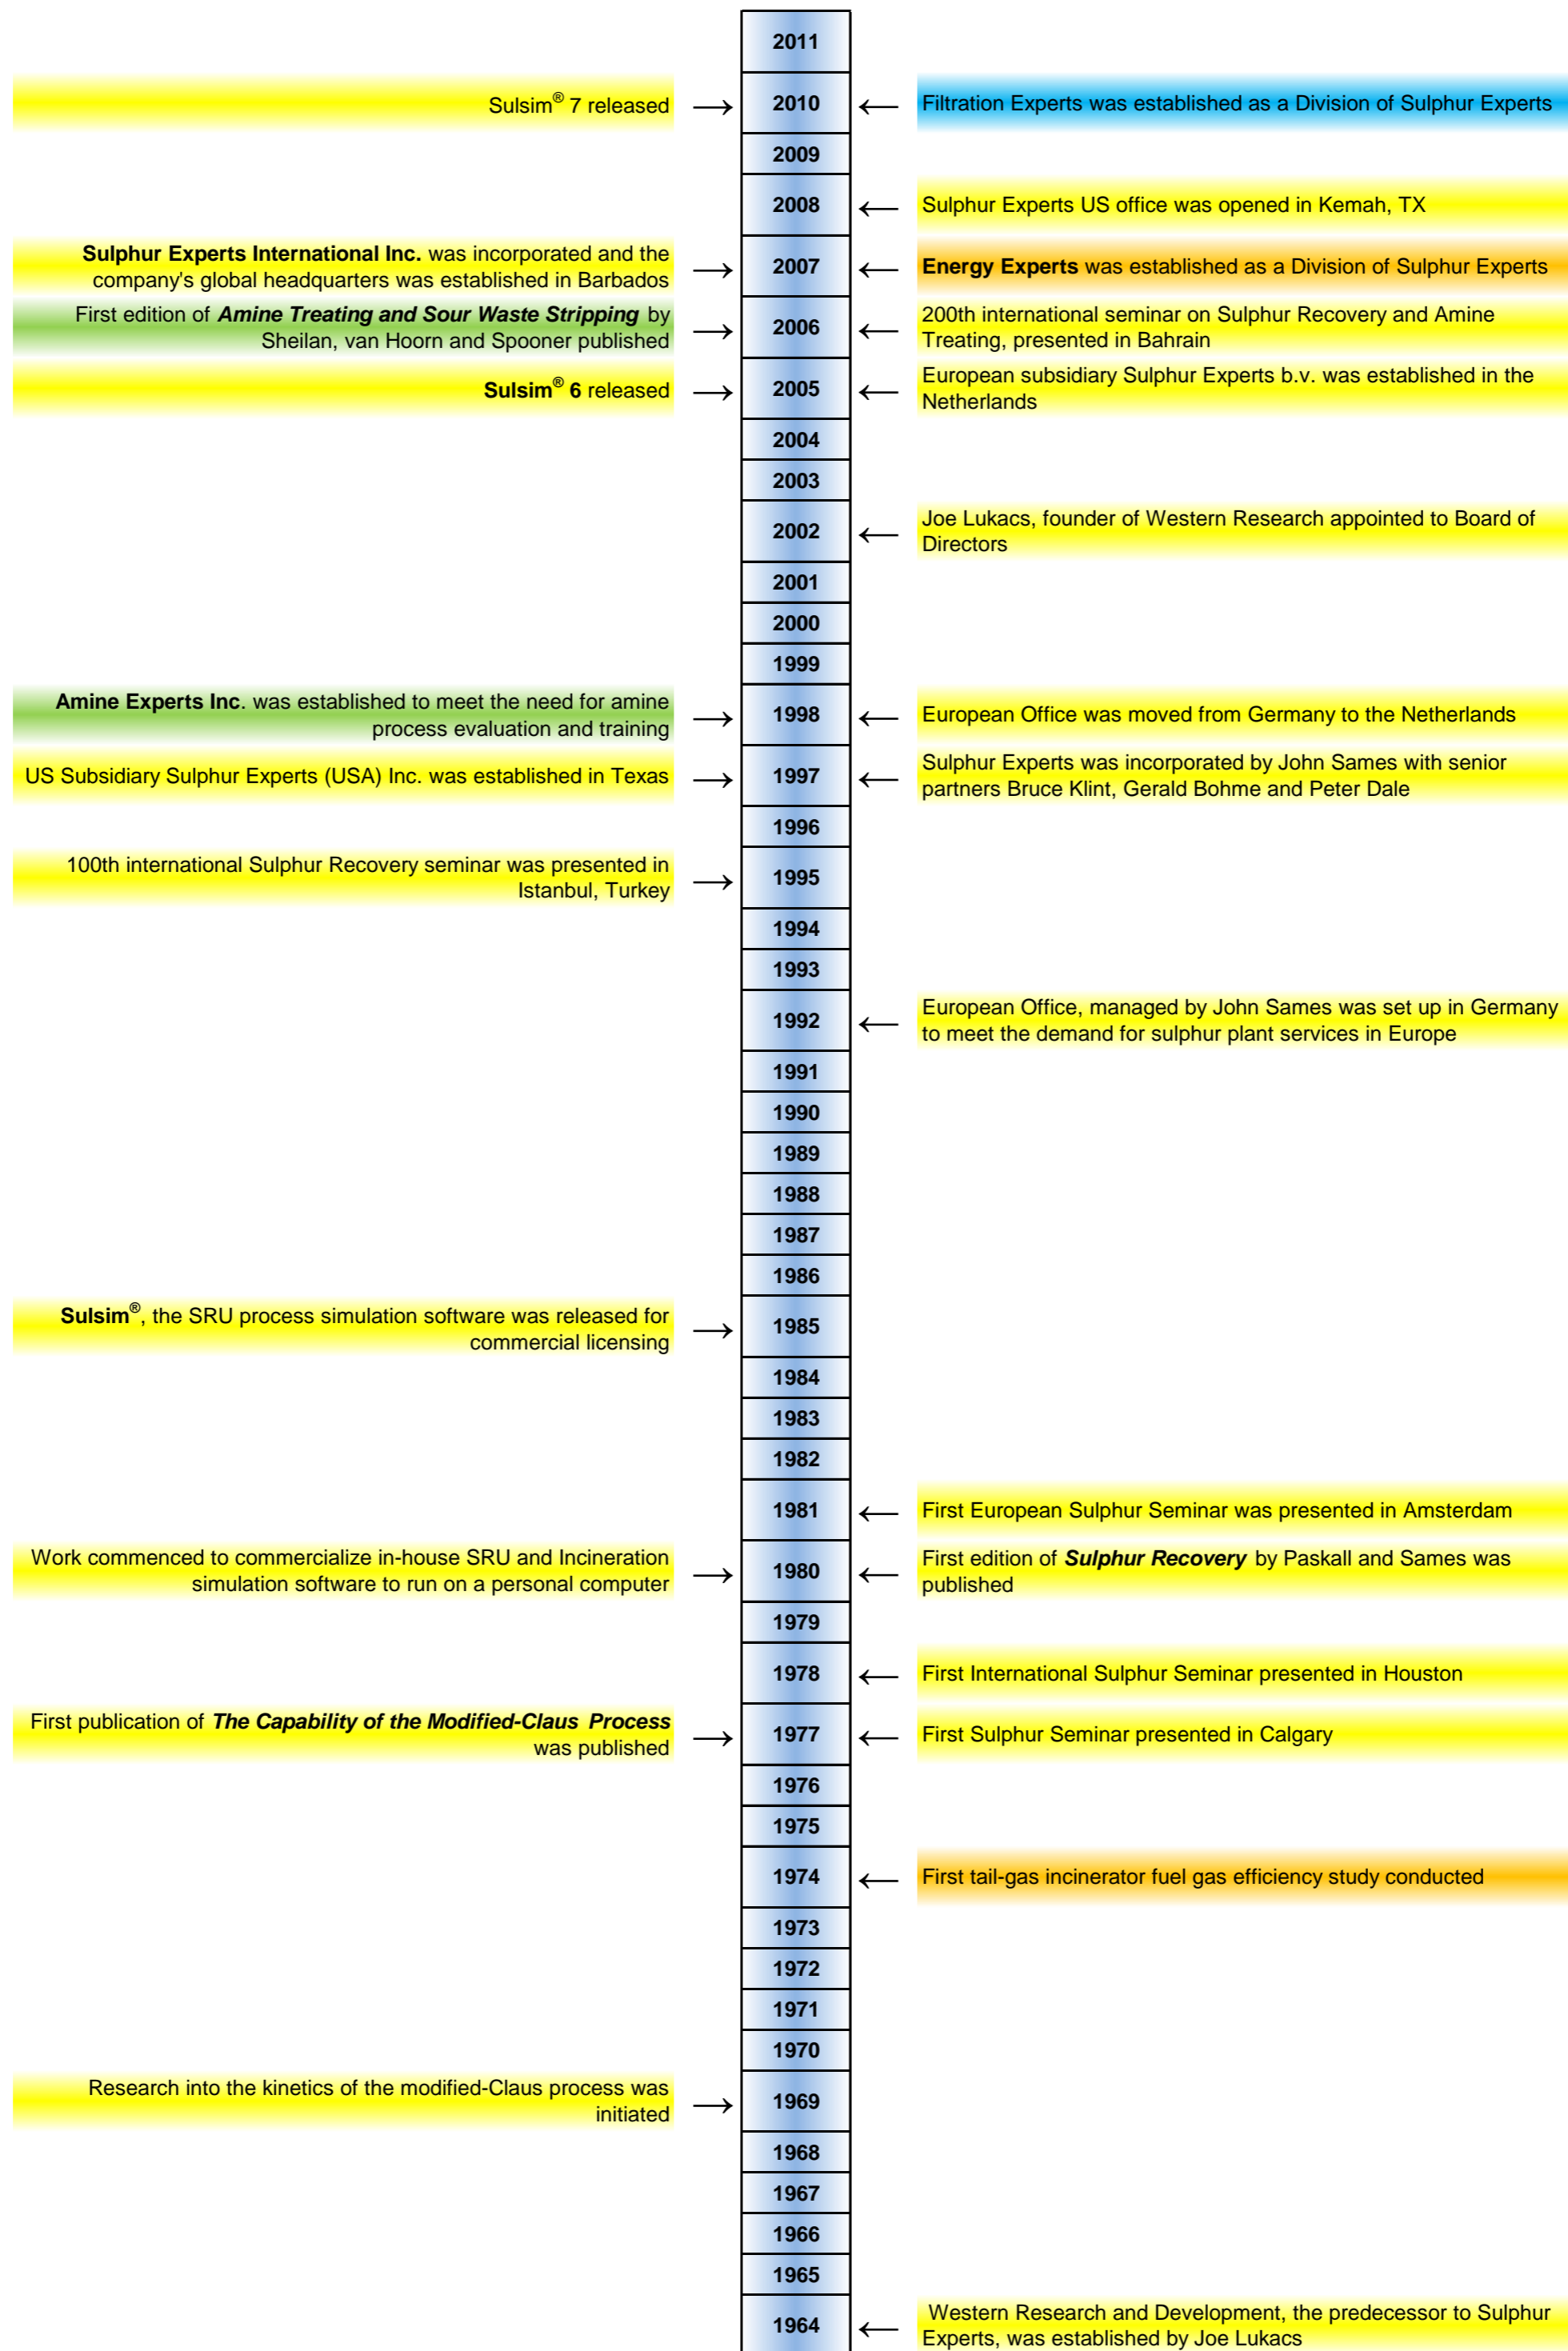 2011
Sulsim® 7 released → 2010 ← Filtration Experts was established as a Division of Sulphur Experts
2009
2008 ← Sulphur Experts US office was opened in Kemah, TX
Sulphur Experts International Inc. was incorporated and the
company's global headquarters was established in Barbados
→ 2007 ← Energy Experts was established as a Division of Sulphur Experts
First edition of Amine Treating and Sour Waste Stripping by
Sheilan, van Hoorn and Spooner published
→ 2006 ←
200th international seminar on Sulphur Recovery and Amine
Treating, presented in Bahrain
Sulsim® 6 released → 2005 ←
European subsidiary Sulphur Experts b.v. was established in the
Netherlands
2004
2003
2002 ←
Joe Lukacs, founder of Western Research appointed to Board of
Directors
2001
2000
1999
Amine Experts Inc. was established to meet the need for amine
process evaluation and training
→ 1998 ← European Office was moved from Germany to the Netherlands
US Subsidiary Sulphur Experts (USA) Inc. was established in Texas → 1997 ←
Sulphur Experts was incorporated by John Sames with senior
partners Bruce Klint, Gerald Bohme and Peter Dale
1996
100th international Sulphur Recovery seminar was presented in
Istanbul, Turkey
→ 1995
1994
1993
1992 ←
European Office, managed by John Sames was set up in Germany
to meet the demand for sulphur plant services in Europe
1991
1990
1989
1988
1987
1986
Sulsim®, the SRU process simulation software was released for
commercial licensing
→ 1985
1984
1983
1982
1981 ← First European Sulphur Seminar was presented in Amsterdam
Work commenced to commercialize in-house SRU and Incineration
simulation software to run on a personal computer
→ 1980 ←
First edition of Sulphur Recovery by Paskall and Sames was
published
1979
1978 ← First International Sulphur Seminar presented in Houston
First publication of The Capability of the Modified-Claus Process
was published
→ 1977 ← First Sulphur Seminar presented in Calgary
1976
1975
1974 ← First tail-gas incinerator fuel gas efficiency study conducted
1973
1972
1971
1970
Research into the kinetics of the modified-Claus process was
initiated
→ 1969
1968
1967
1966
1965
1964 ←
Western Research and Development, the predecessor to Sulphur
Experts, was established by Joe Lukacs